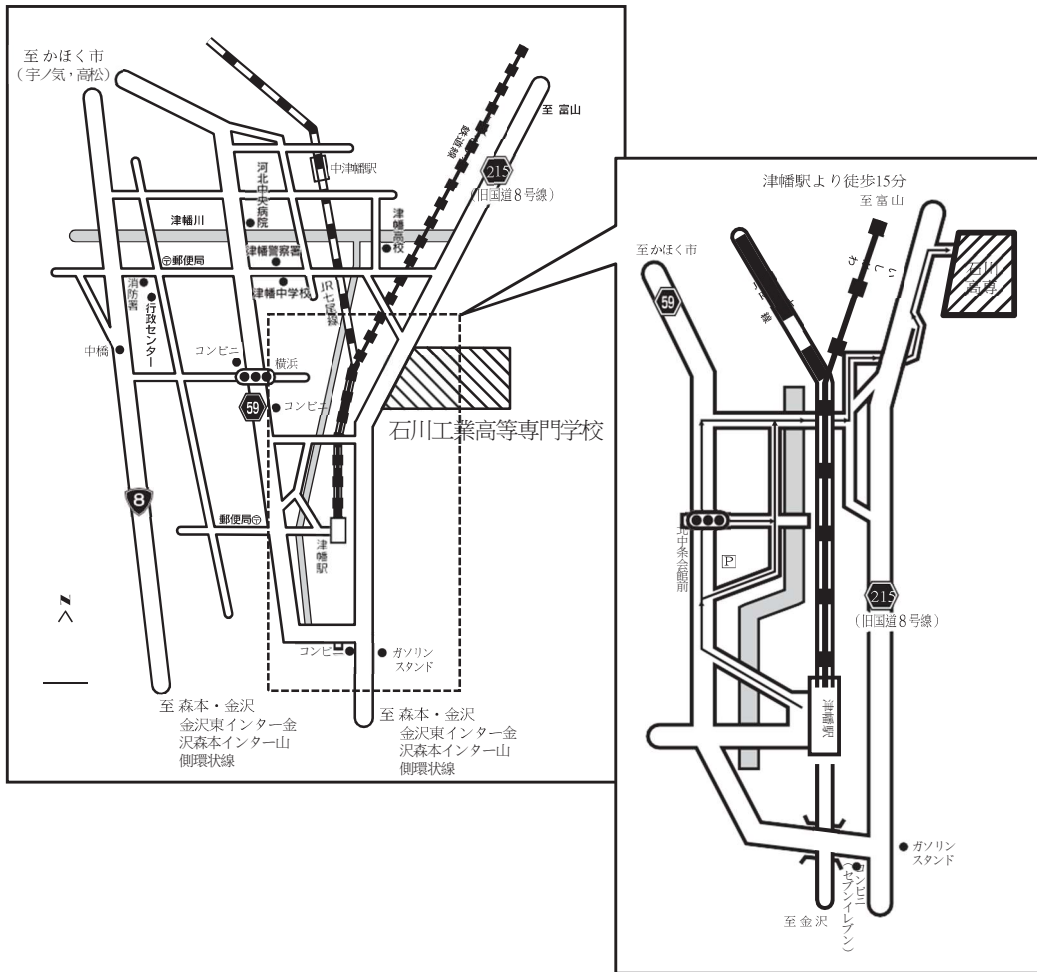 至 かほく市
（宇ノ気・高松）
中津幡駅
鉄道線
至 富山
215
（旧国道8号線）
河北中央病院
津幡川
津幡高校
津幡警察署
〒郵便局
津幡中学校
消防署
行政センター
JR七尾線
中橋
コンビニ
横浜
59
コンビニ
石川工業高等専門学校
8
郵便局〒
津幡駅
コンビニ
ガソリン
スタンド
至 森本・金沢
金沢東インター金
沢森本インター山
側環状線
至 森本・金沢
金沢東インター金
沢森本インター山
側環状線
津幡駅より徒歩15分
至富山
至かほく市
59
石川
高専
北中条会館前
P
215
（旧国道8号線）
津幡駅
ガソリン
スタンド
コンビニ
（セブンイレブン）
至金沢